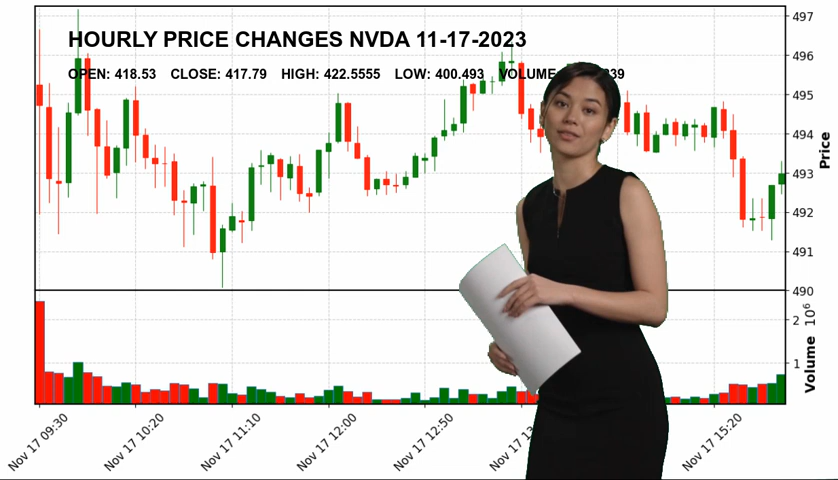 HOURLY PRICE CHANGES NVDA 11-17-2023
OPEN: 418.53 CLOSE: 417.79 HIGH: 422.5555 LOW: 400.493 VOLUME:
497
496
495
494
493
492
491
490
Price
2
1
Volume 10^6
Nov 17 09:30
Nov 17 10:20
Nov 17 11:10
Nov 17 12:00
Nov 17 12:50
Nov 17
Nov 17 15:20